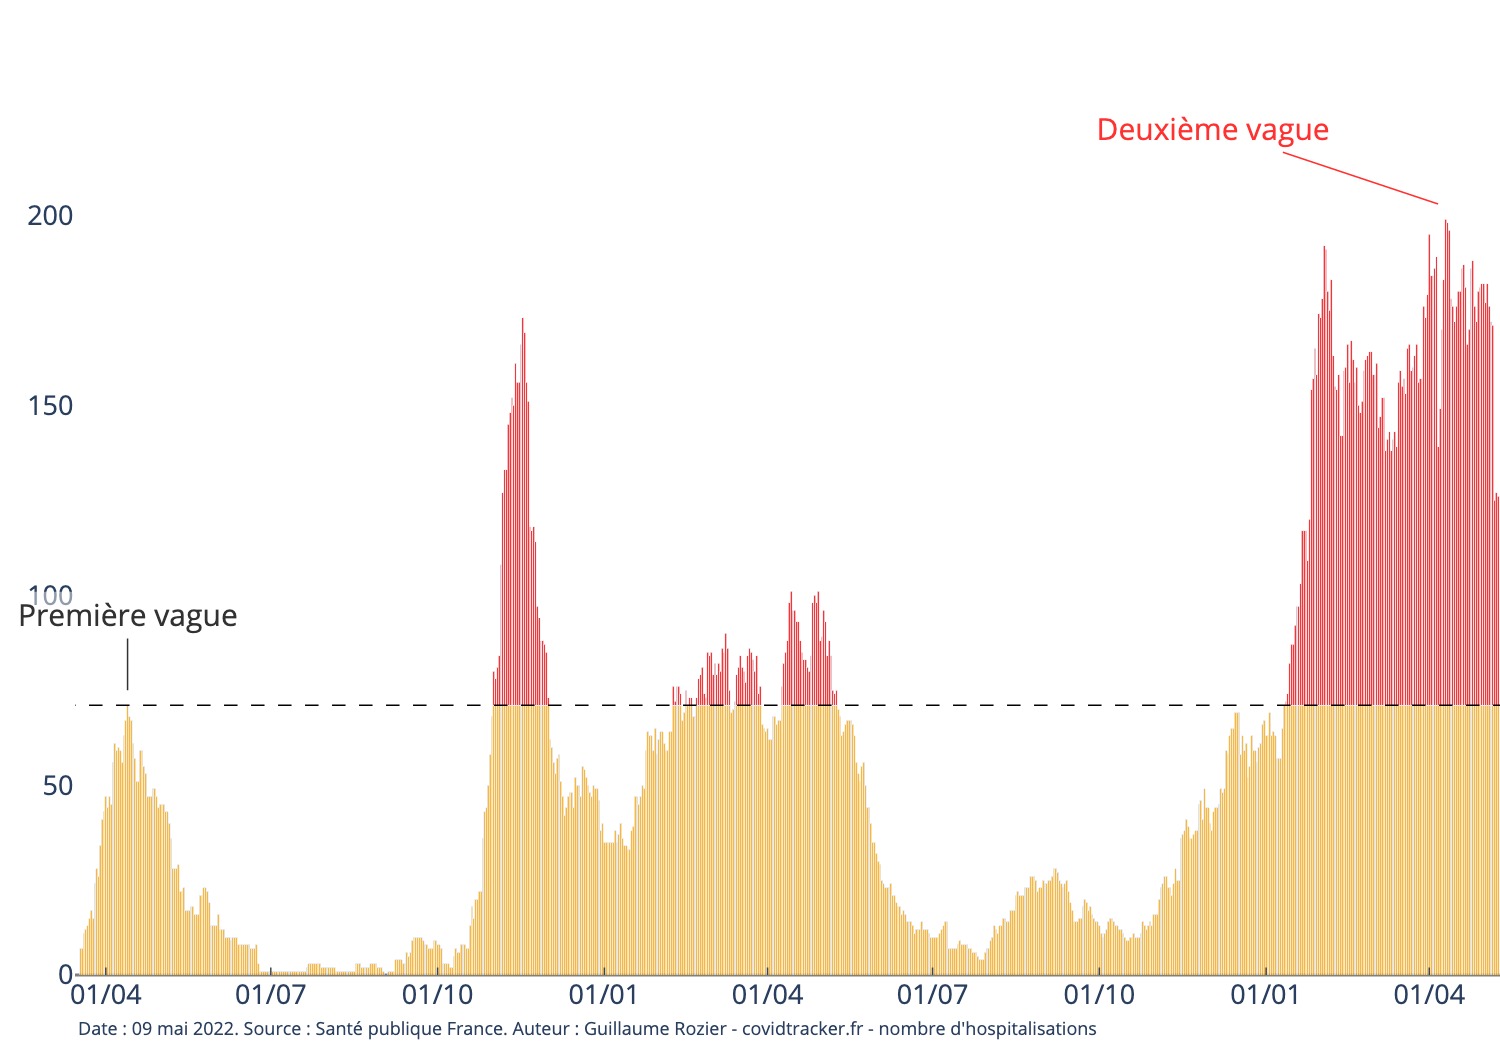 Deuxième vague
200
150
100
Première vague
50
0
01/04 01/07 01/10 01/01 01/04 01/07 01/10 01/01 01/04
Date : 09 mai 2022. Source : Santé publique France. Auteur : Guillaume Rozier - covidtracker.fr - nombre d'hospitalisations